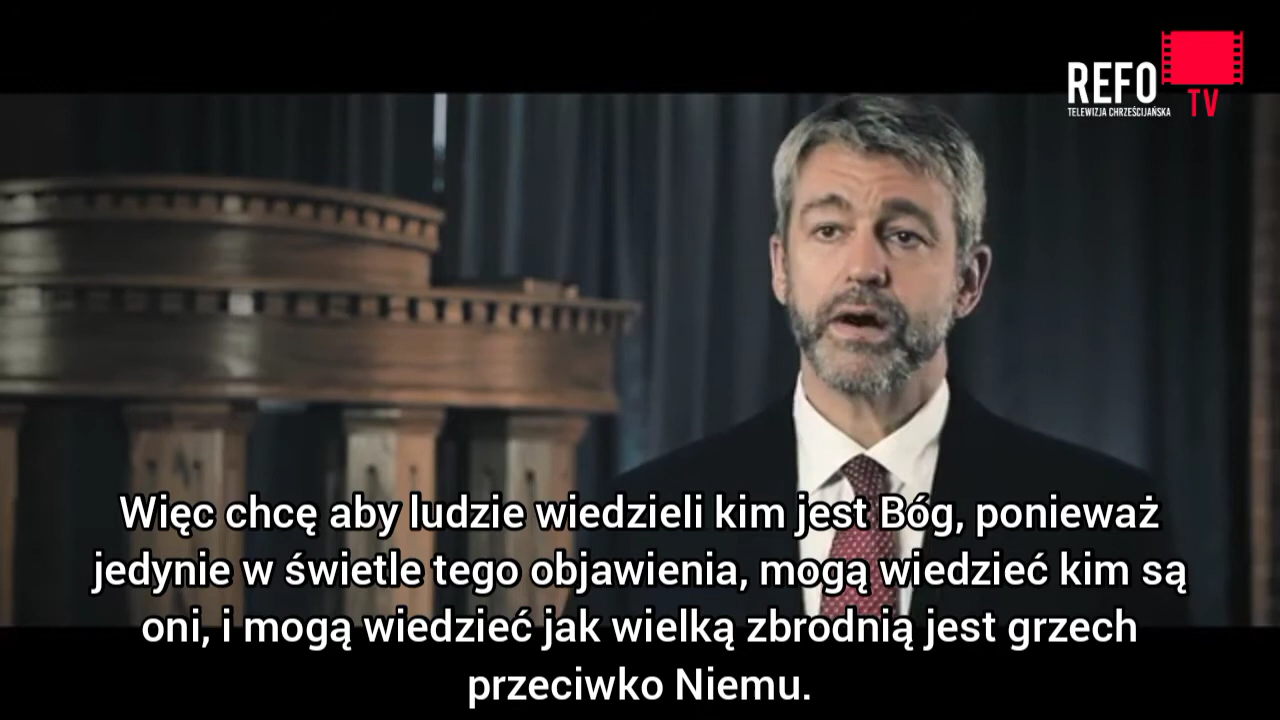 REFO
TELEWIZJA CHRZEŚCIJAŃSKA
TV
Więc chcę aby ludzie wiedzieli kim jest Bóg, ponieważ
jedynie w świetle tego objawienia, mogą wiedzieć kim są
oni, i mogą wiedzieć jak wielką zbrodnią jest grzech
przeciwko Niemu.